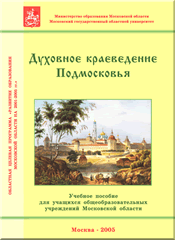 Министерство образования Московской области
Московский государственный областной университет
Духовное краеведение
Подмосковья
ОБЛАСТНАЯ ЦЕЛЕВАЯ ПРОГРАММА «РАЗВИТИЕ ОБРАЗОВАНИЯ
В МОСКОВСКОЙ ОБЛАСТИ НА 2001-2005 гг.»
Учебное пособие
для учащихся общеобразовательных
учреждений Московской области
Москва - 2005